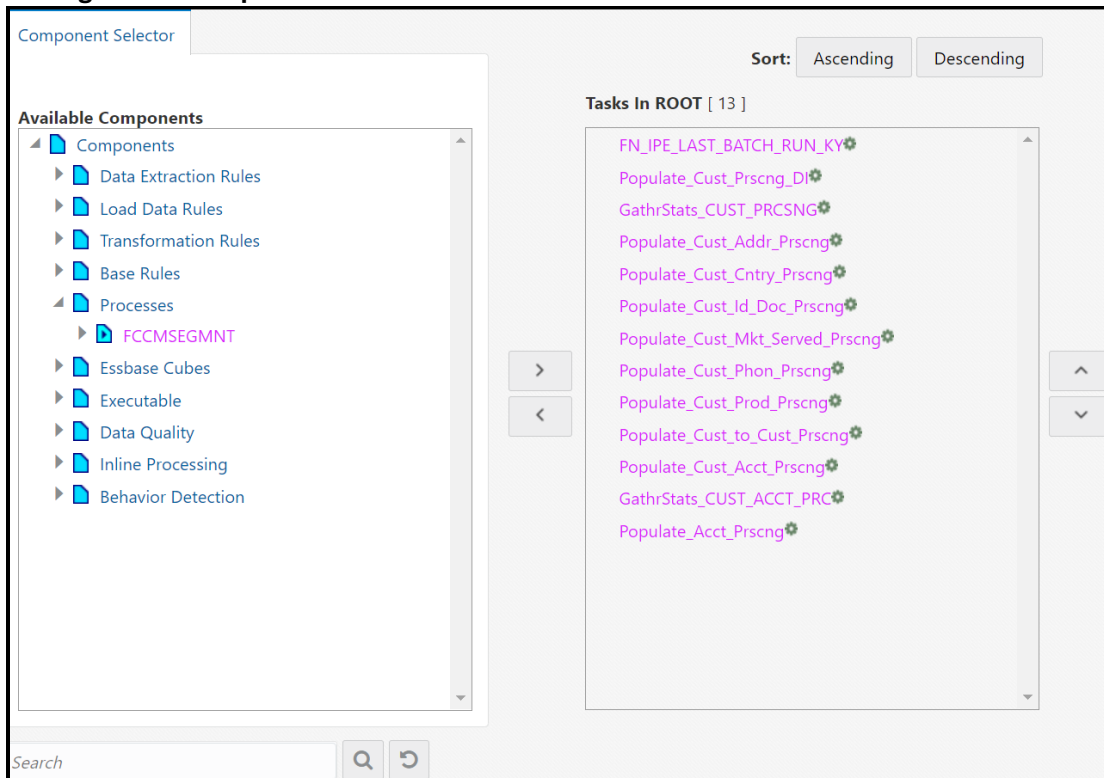 Component Selector
Available Components
Components
Data Extraction Rules
Load Data Rules
Transformation Rules
Base Rules
Processes
FCCMSEGMNT
Essbase Cubes
Executable
Data Quality
Inline Processing
Behavior Detection
Search
Sort: Ascending Descending
Tasks In ROOT [ 13 ]
FN_IPE_LAST_BATCH_RUN_KY
Populate_Cust_Prscng_DI
GathrStats_CUST_PRCSNG
Populate_Cust_Addr_Prscng
Populate_Cust_Cntry_Prscng
Populate_Cust_Id_Doc_Prscng
Populate_Cust_Mkt_Served_Prscng
Populate_Cust_Phon_Prscng
Populate_Cust_Prod_Prscng
Populate_Cust_to_Cust_Prscng
Populate_Cust_Acct_Prscng
GathrStats_CUST_ACCT_PRC
Populate_Acct_Prscng